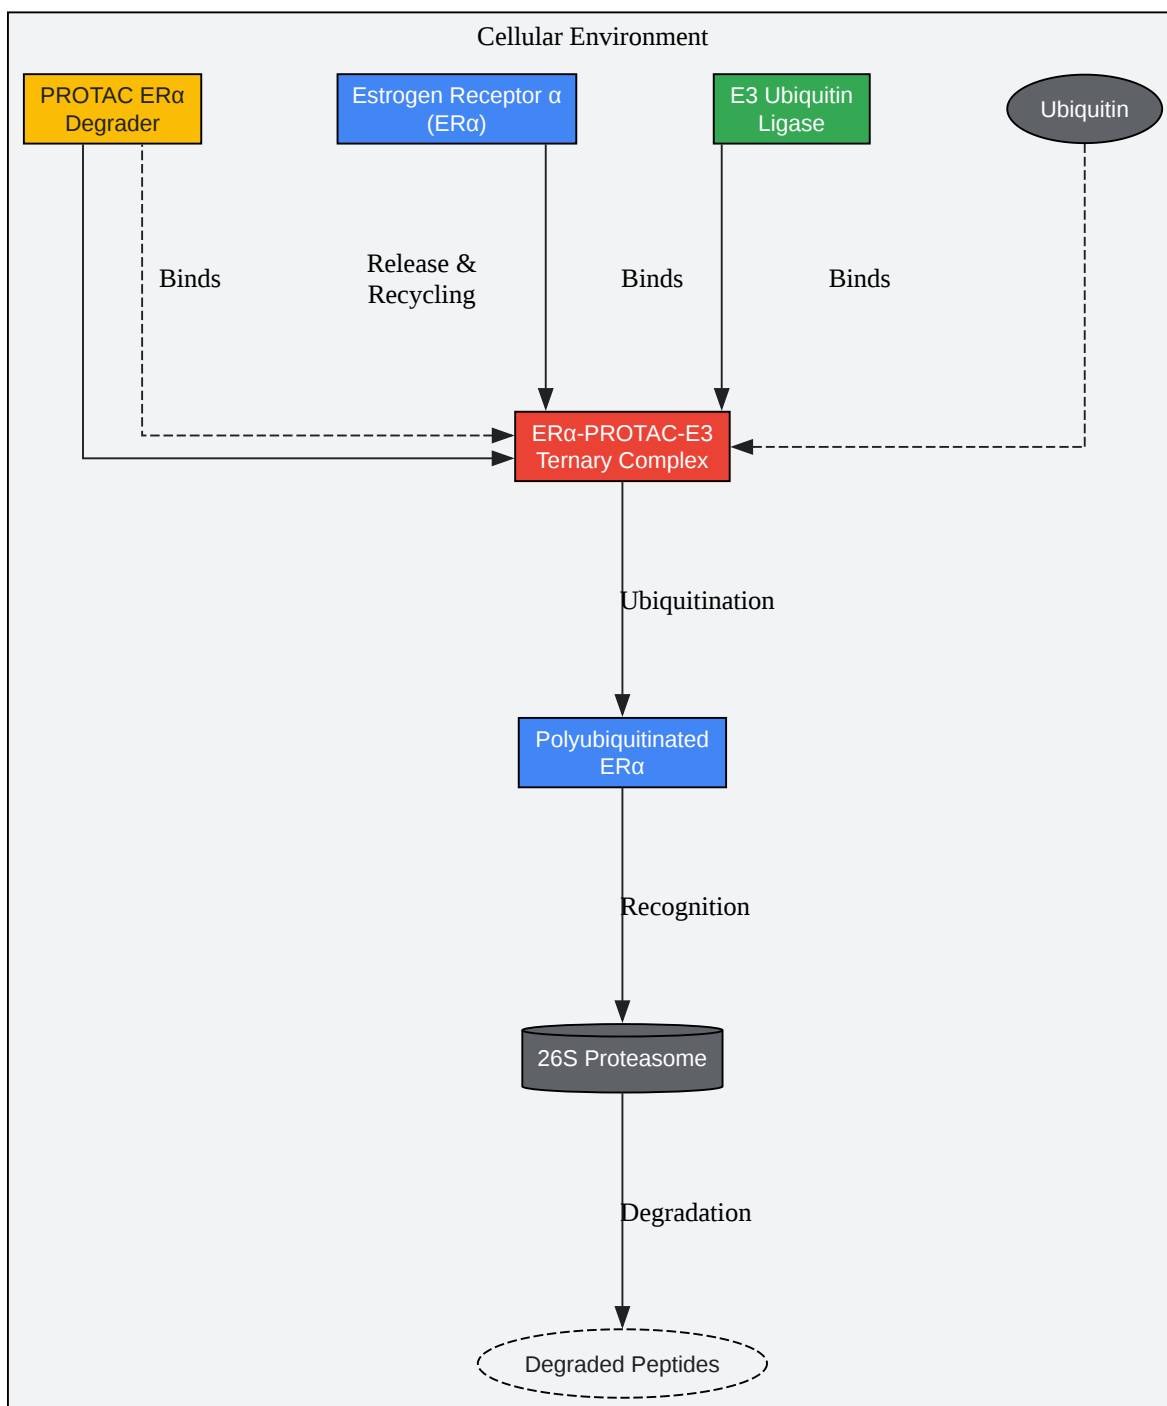 Cellular Environment
PROTAC ERα
Degrader
Estrogen Receptor α
(ERα)
E3 Ubiquitin
Ligase
Ubiquitin
Binds
Release &
Recycling
Binds
Binds
ERα-PROTAC-E3
Ternary Complex
Ubiquitination
Polyubiquitinated
ERα
Recognition
26S Proteasome
Degradation
Degraded Peptides